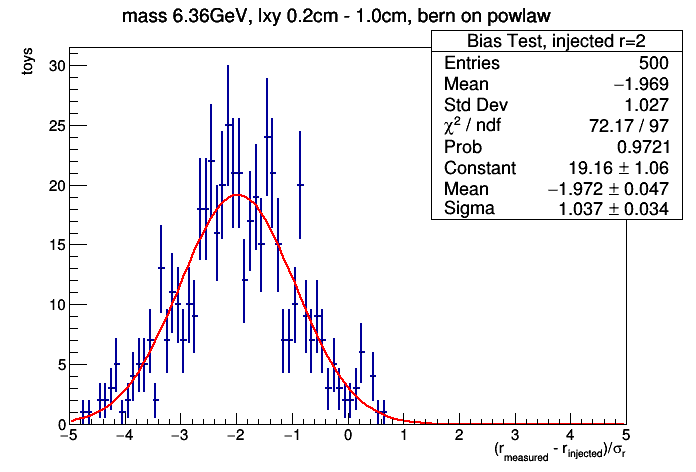 mass 6.36GeV, lxy 0.2cm - 1.0cm, bern on powlaw
Bias Test, injected r=2
Entries 500
Mean −1.969
Std Dev 1.027
χ² / ndf 72.17 / 97
Prob 0.9721
Constant 19.16 ± 1.06
Mean −1.972 ± 0.047
Sigma 1.037 ± 0.034
toys
30
25
20
15
10
5
0
−5 −4 −3 −2 −1 0 1 2 3 4 5
(r_measured - r_injected)/σ_r